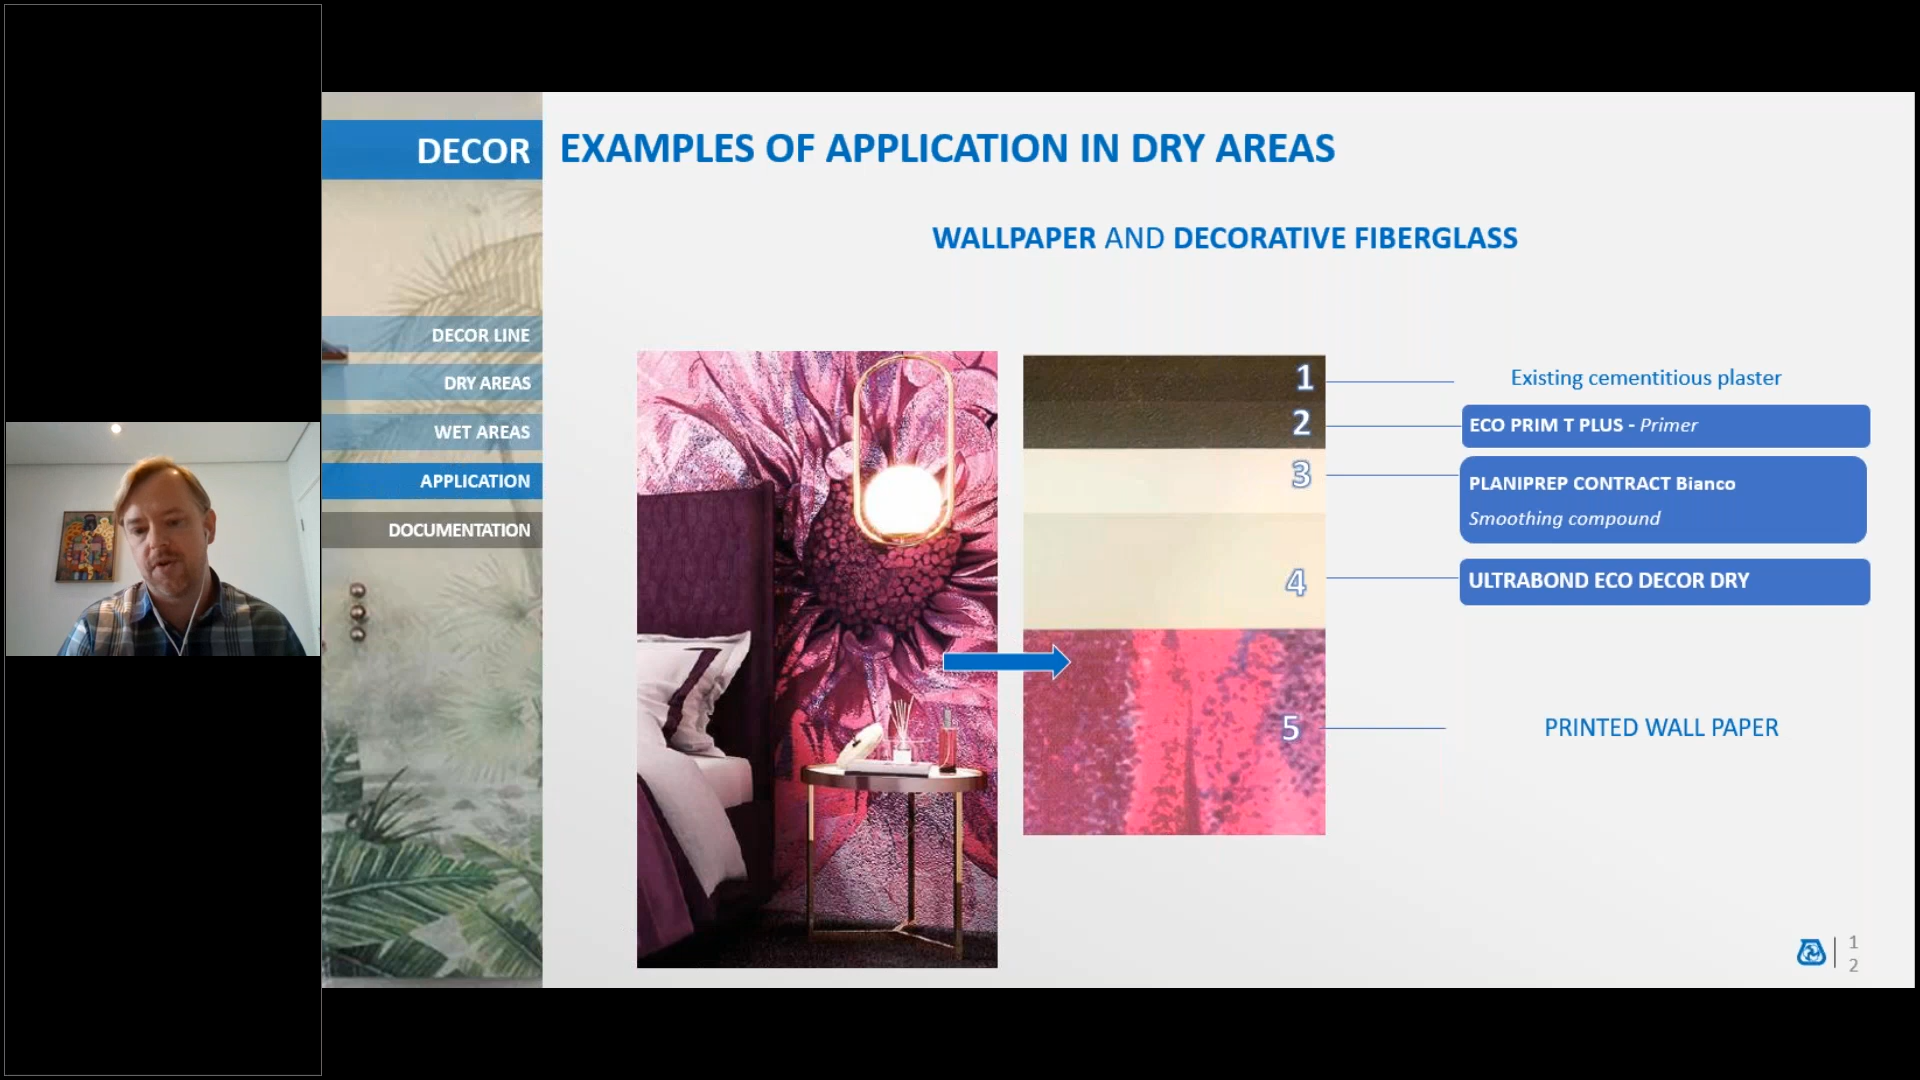 DECOR
EXAMPLES OF APPLICATION IN DRY AREAS
WALLPAPER AND DECORATIVE FIBERGLASS
DECOR LINE
DRY AREAS
WET AREAS
APPLICATION
DOCUMENTATION
1
Existing cementitious plaster
2
ECO PRIM T PLUS - Primer
3
PLANIPREP CONTRACT Bianco
Smoothing compound
4
ULTRABOND ECO DECOR DRY
5
PRINTED WALL PAPER
1
2